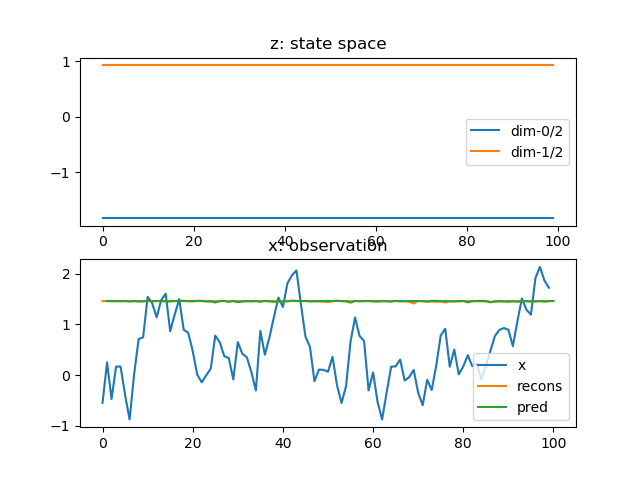 z: state space
1
0
−1
dim-0/2
dim-1/2
0 20 40 60 80 100
x: observation
2
1
0
−1
x
recons
pred
0 20 40 60 80 100